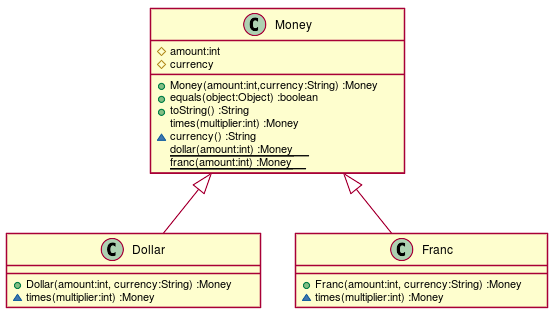 C Money
amount:int
currency
Money(amount:int,currency:String) :Money
equals(object:Object) :boolean
toString() :String
times(multiplier:int) :Money
currency() :String
dollar(amount:int) :Money
franc(amount:int) :Money
C Dollar
Dollar(amount:int, currency:String) :Money
times(multiplier:int) :Money
C Franc
Franc(amount:int, currency:String) :Money
times(multiplier:int) :Money